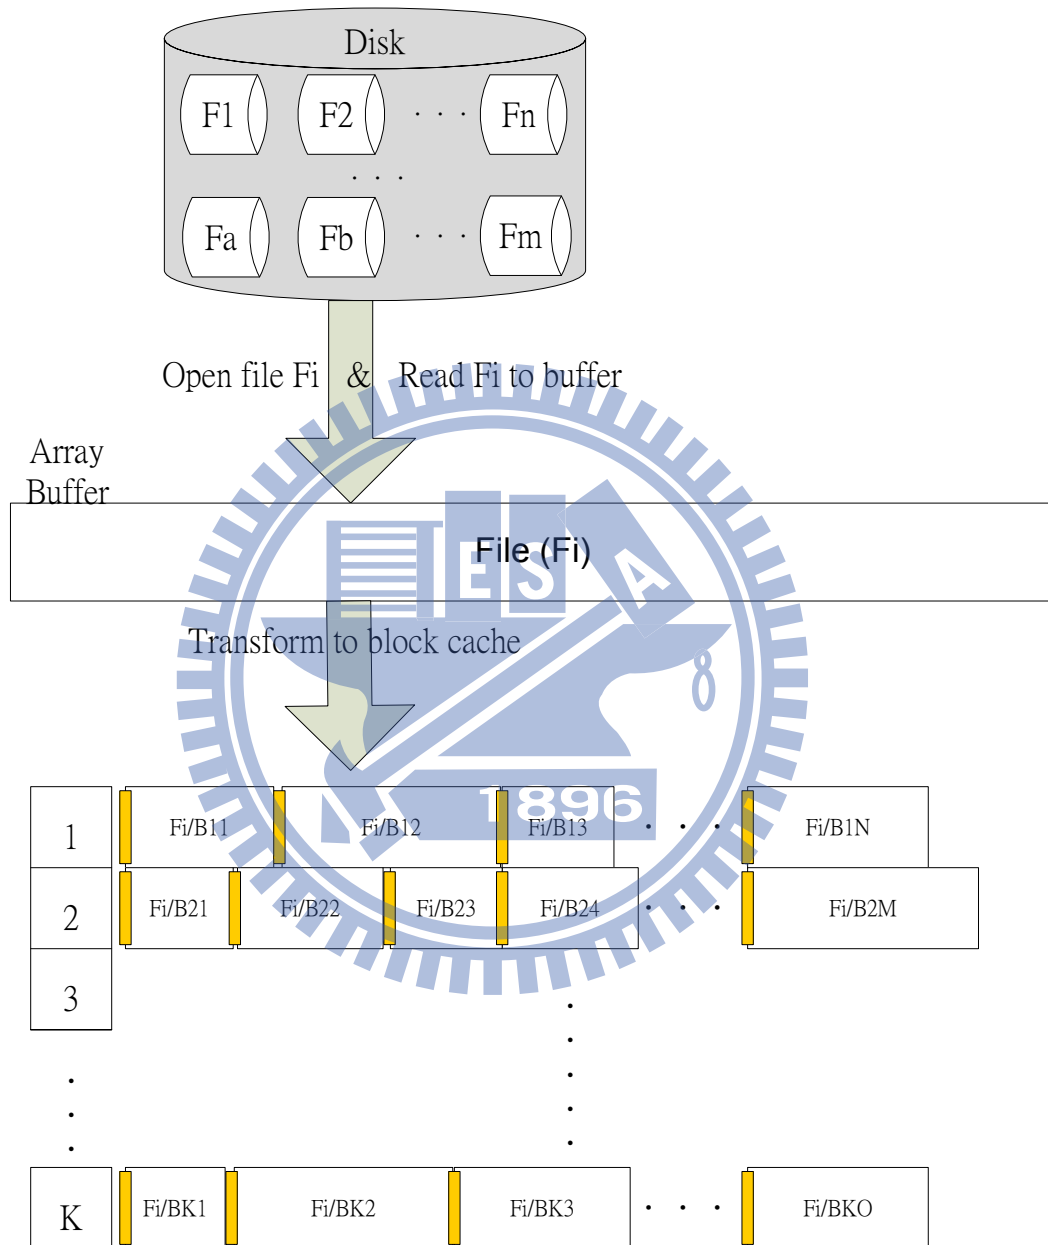 Disk
F1 F2 . . . Fn
. . .
Fa Fb . . . Fm
Open file Fi & Read Fi to buffer
Array
Buffer
File (Fi)
E S A
Transform to block cache
8
1896
1 Fi/B11 Fi/B12 Fi/B13 . . . Fi/B1N
2 Fi/B21 Fi/B22 Fi/B23 Fi/B24 . . . Fi/B2M
3
K Fi/BK1 Fi/BK2 Fi/BK3 . . . Fi/BKO